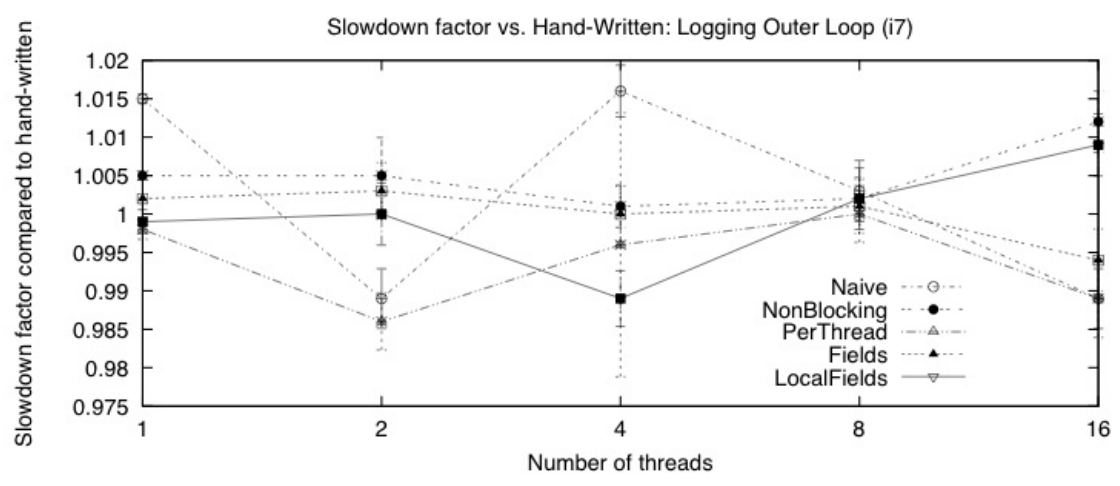 Slowdown factor vs. Hand-Written: Logging Outer Loop (i7)
Slowdown factor compared to hand-written
1.02
1.015
1.01
1.005
1
0.995
0.99
0.985
0.98
0.975
Naive
NonBlocking
PerThread
Fields
LocalFields
1 2 4 8 16
Number of threads